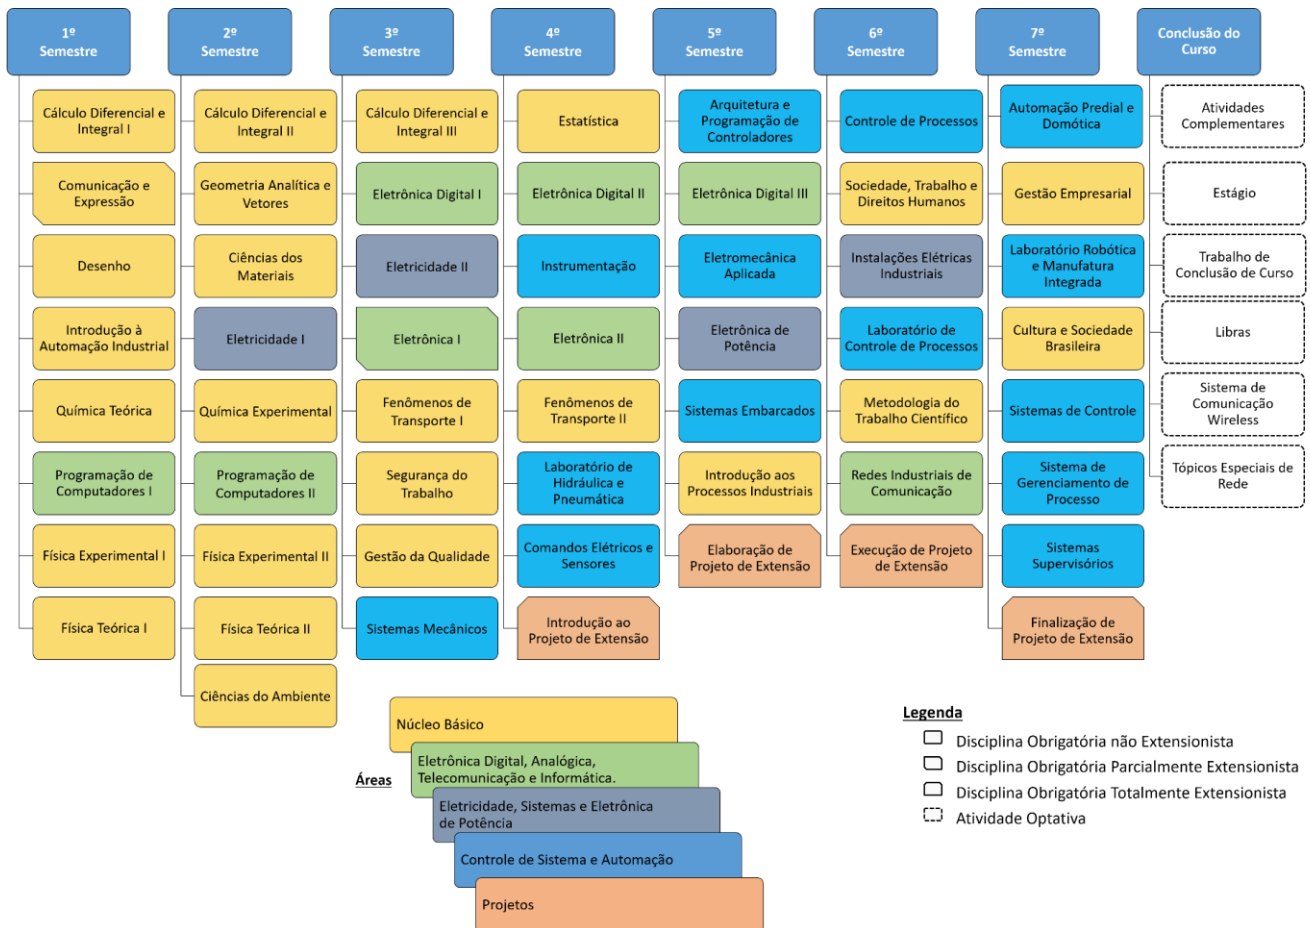 1º
Semestre
2º
Semestre
3º
Semestre
4º
Semestre
5º
Semestre
6º
Semestre
7º
Semestre
Conclusão do
Curso
Cálculo Diferencial e
Integral I
Cálculo Diferencial e
Integral II
Cálculo Diferencial e
Integral III
Estatística
Arquitetura e
Programação de
Controladores
Controle de Processos
Automação Predial e
Domótica
Atividades
Complementares
Comunicação e
Expressão
Geometria Analítica e
Vetores
Eletrônica Digital I
Eletrônica Digital II
Eletrônica Digital III
Sociedade, Trabalho e
Direitos Humanos
Gestão Empresarial
Estágio
Desenho
Ciências dos
Materiais
Eletricidade II
Instrumentação
Eletromecânica
Aplicada
Instalações Elétricas
Industriais
Laboratório Robótica
e Manufatura
Integrada
Trabalho de
Conclusão de Curso
Introdução à
Automação Industrial
Eletricidade I
Eletrônica I
Eletrônica II
Eletrônica de
Potência
Laboratório de
Controle de Processos
Cultura e Sociedade
Brasileira
Libras
Química Teórica
Química Experimental
Fenômenos de
Transporte I
Fenômenos de
Transporte II
Sistemas Embarcados
Metodologia do
Trabalho Científico
Sistemas de Controle
Sistema de
Comunicação
Wireless
Programação de
Computadores I
Programação de
Computadores II
Segurança do
Trabalho
Laboratório de
Hidráulica e
Pneumática
Introdução aos
Processos Industriais
Redes Industriais de
Comunicação
Sistema de
Gerenciamento de
Processo
Tópicos Especiais de
Rede
Física Experimental I
Física Experimental II
Gestão da Qualidade
Comandos Elétricos e
Sensores
Elaboração de
Projeto de Extensão
Execução de Projeto
de Extensão
Sistemas
Supervisórios
Física Teórica I
Física Teórica II
Sistemas Mecânicos
Introdução ao
Projeto de Extensão
Finalização de
Projeto de Extensão
Ciências do Ambiente
Áreas
Núcleo Básico
Eletrônica Digital, Analógica,
Telecomunicação e Informática.
Eletricidade, Sistemas e Eletrônica
de Potência
Controle de Sistema e Automação
Projetos
Legenda
Disciplina Obrigatória não Extensionista
Disciplina Obrigatória Parcialmente Extensionista
Disciplina Obrigatória Totalmente Extensionista
Atividade Optativa